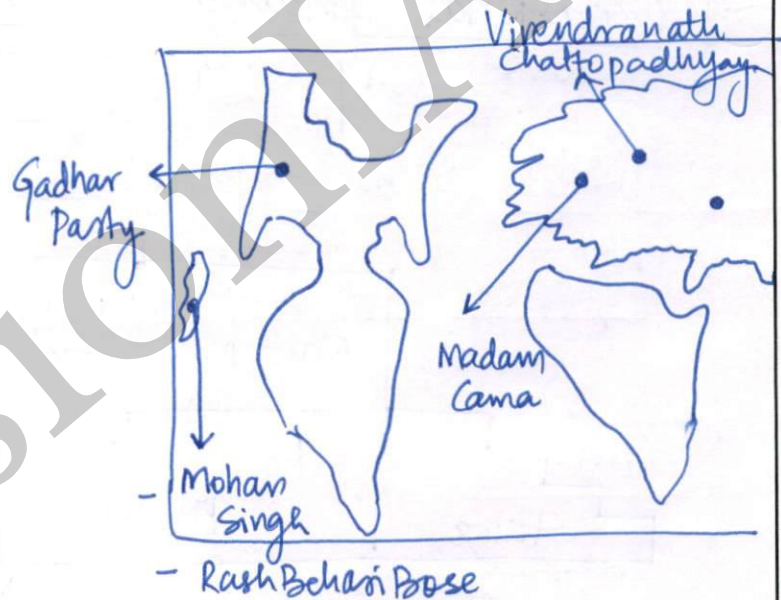 Virendranath
Chattopadhyay
Gadhar
Party
Madam
Cama
- Mohan
Singh
- Rash Behari Bose